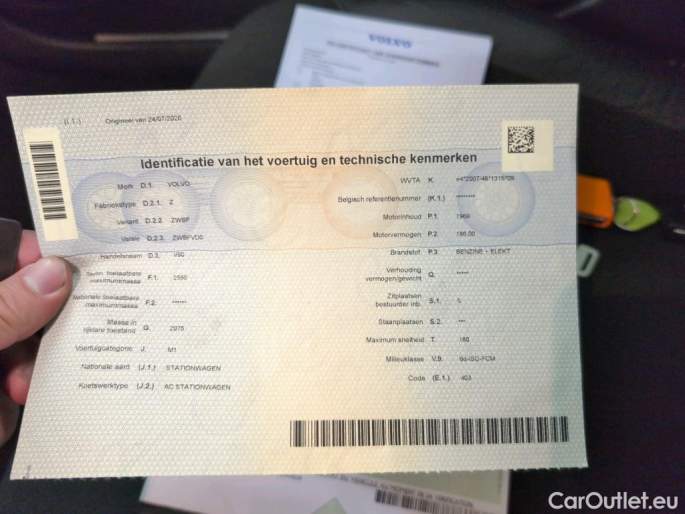 VOLVO
(I.1.) Origineel van 24/07/2020
Identificatie van het voertuig en technische kenmerken
Merk D.1. VOLVO
Fabriekstype D.2.1. Z
Variant D.2.2. ZWBF
Versie D.2.3. ZWBFVD0
Handelsnaam D.3. V60
Techn. toelaatbare
maximummassa F.1. 2550
Nationale toelaatbare
maximummassa F.2. ******
Massa in
rijklare toestand G. 2075
Voertuigcategorie J. M1
Nationale aard (J.1.) STATIONWAGEN
Koetswerktype (J.2.) AC STATIONWAGEN
WVTA K.
Belgisch referentienummer (K.1.) ********
Motorinhoud P.1. 1969
Motorvermogen P.2. 186.00
Brandstof P.3. BENZINE + ELEKT
Verhouding
vermogen/gewicht Q. *****
Zitplaatsen
bestuurder inb. S.1. 5
Staanplaatsen S.2. ***
Maximum snelheid T. 180
Milieuklasse V.9. 6d-ISC-FCM
Code (E.1.) 403
CarOutlet.eu